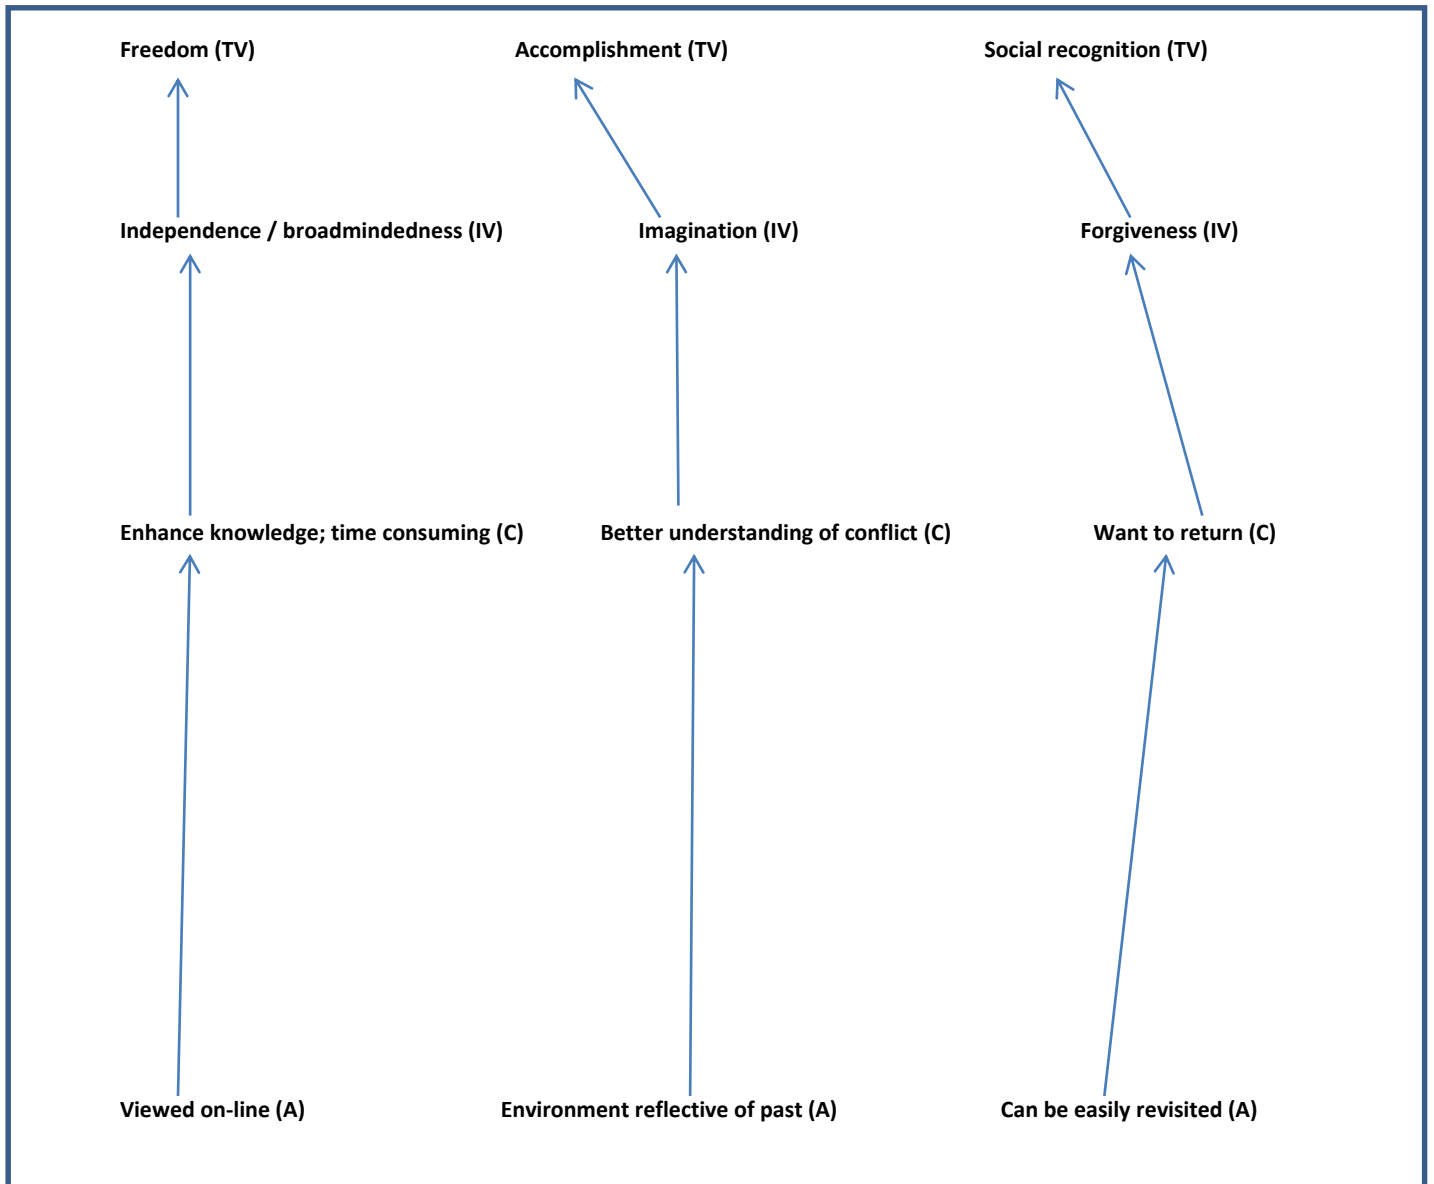 Freedom (TV)
Accomplishment (TV)
Social recognition (TV)
Independence / broadmindedness (IV)
Imagination (IV)
Forgiveness (IV)
Enhance knowledge; time consuming (C)
Better understanding of conflict (C)
Want to return (C)
Viewed on-line (A)
Environment reflective of past (A)
Can be easily revisited (A)